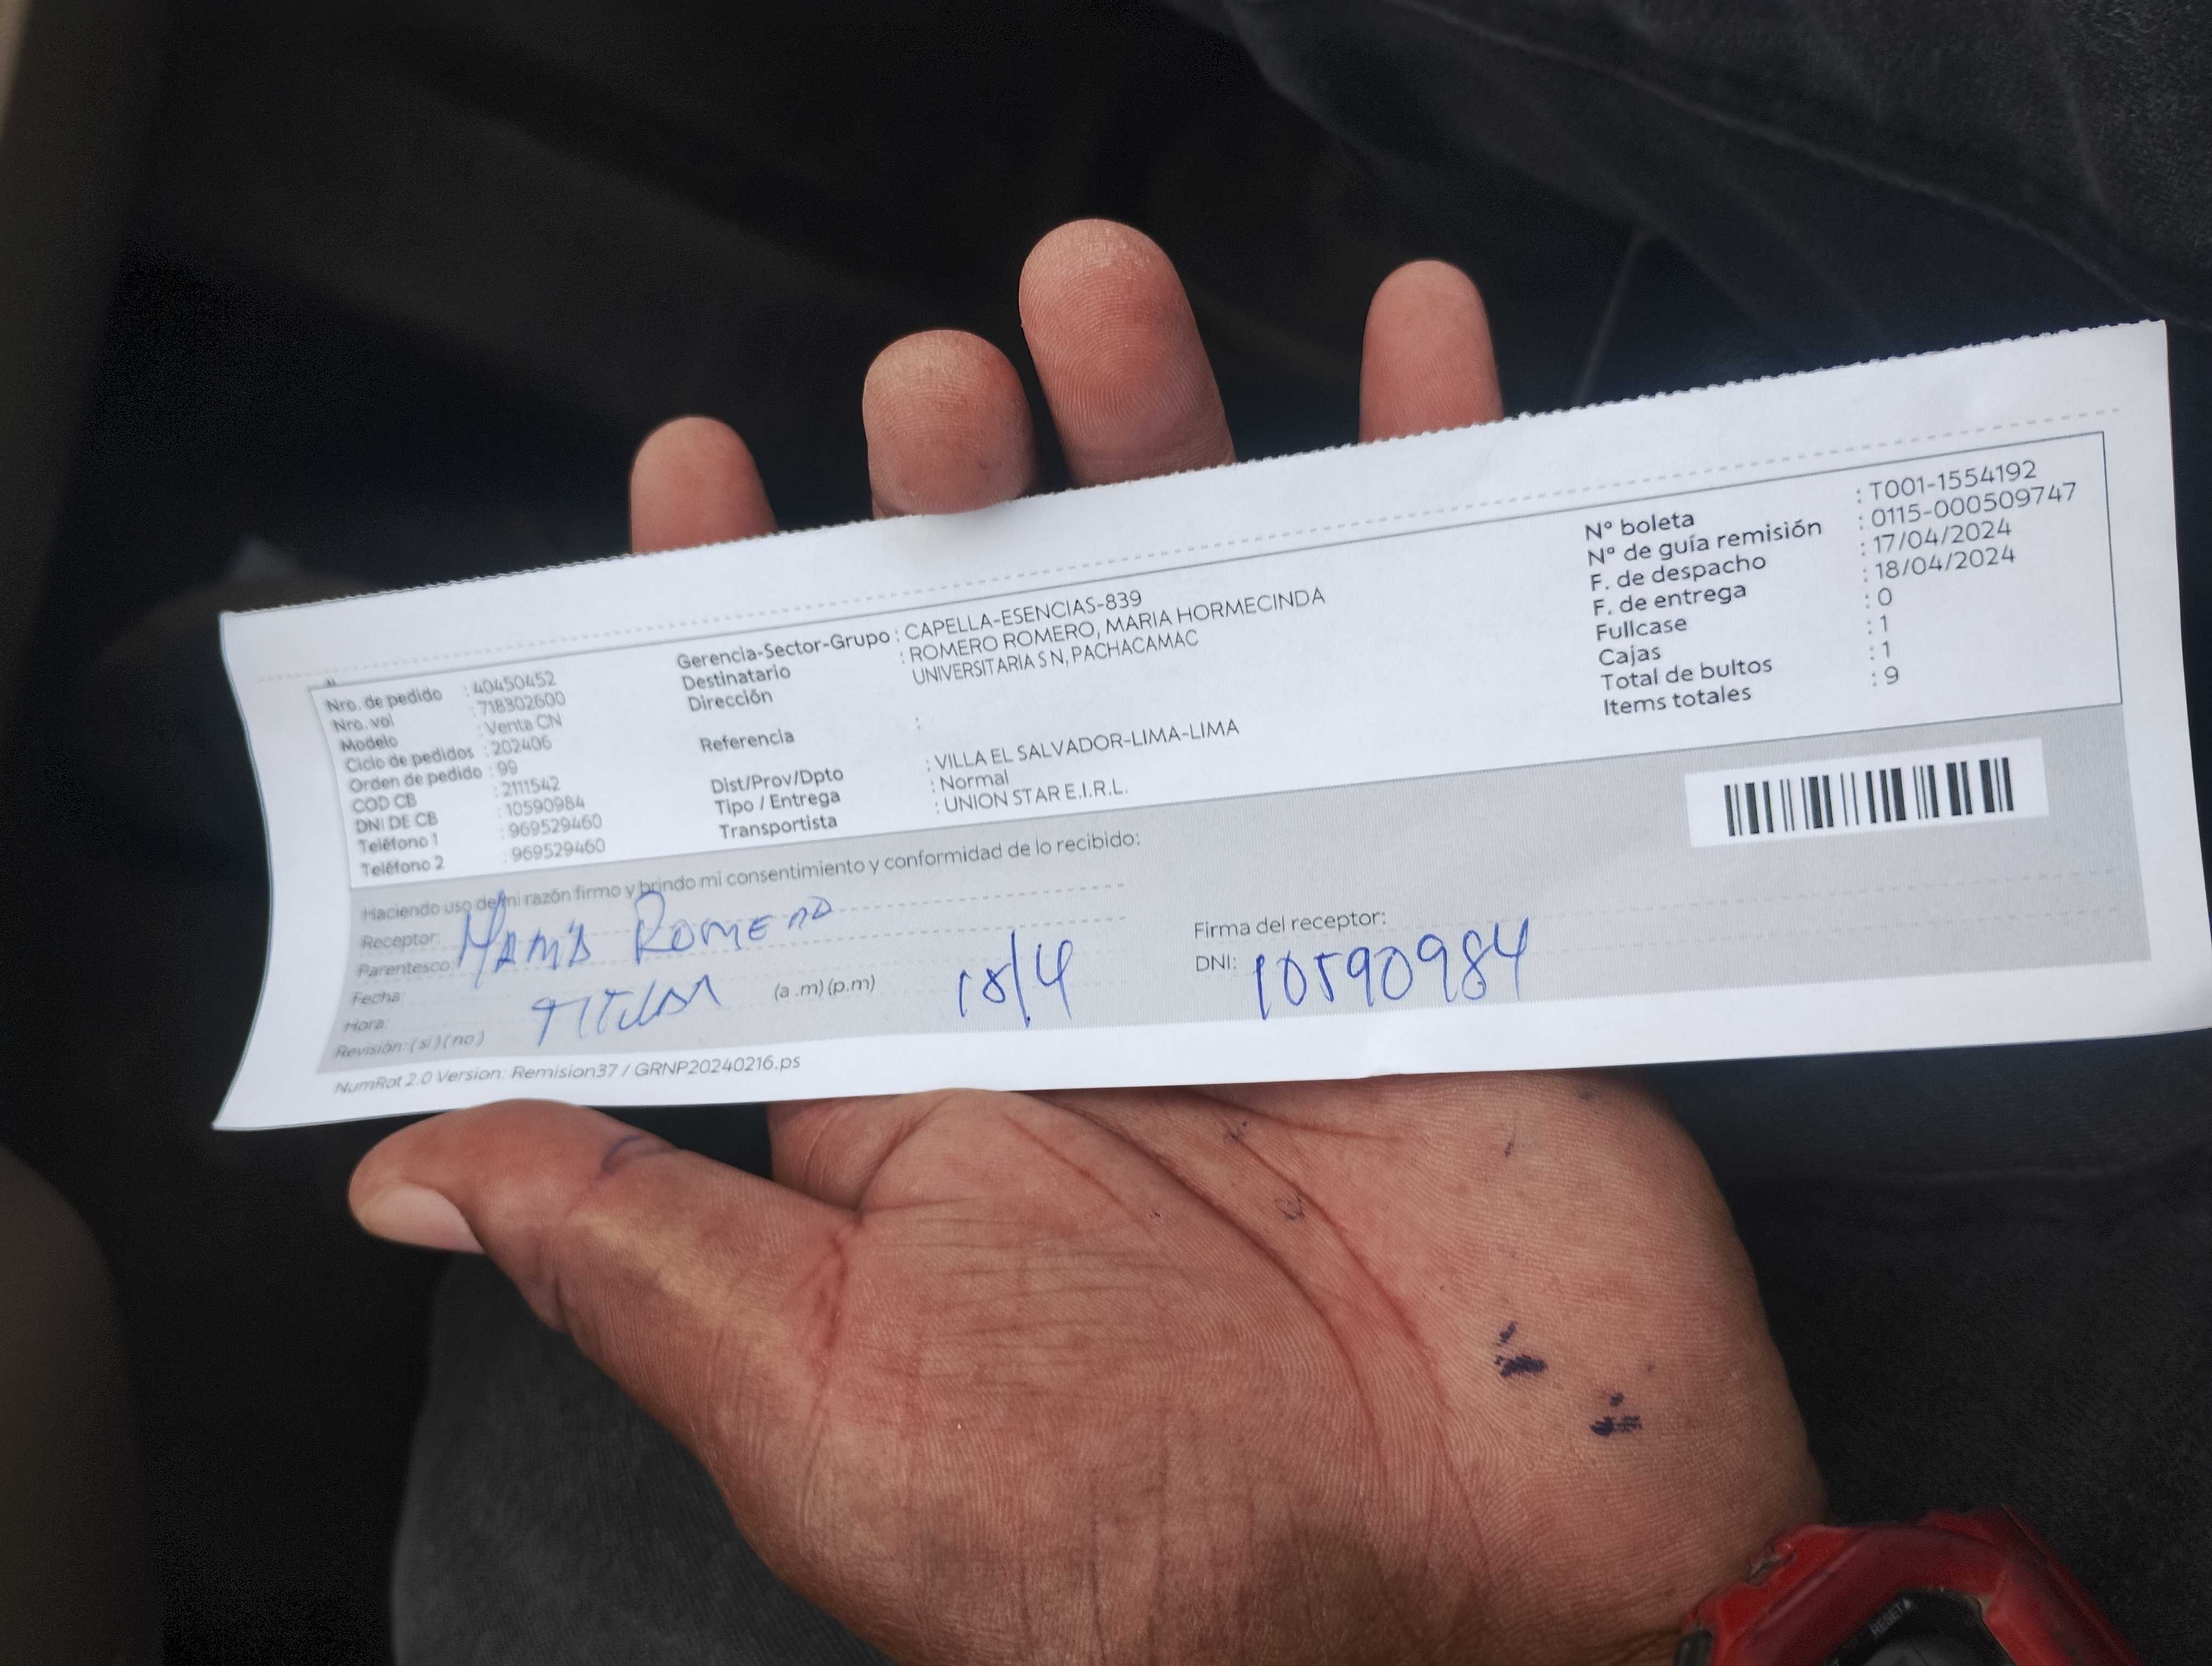 Nro. de pedido : 40450452
Nro. vol : 718302600
Modelo : Venta CN
Ciclo de pedidos : 202406
Orden de pedido : 99
COD CB : 2111542
DNI DE CB : 10590984
Teléfono 1 : 969529460
Teléfono 2 : 969529460
Gerencia-Sector-Grupo : CAPELLA-ESENCIAS-839
Destinatario : ROMERO ROMERO, MARIA HORMECINDA
Dirección UNIVERSITARIA S N, PACHACAMAC
Referencia :
Dist/Prov/Dpto : VILLA EL SALVADOR-LIMA-LIMA
Tipo / Entrega : Normal
Transportista : UNION STAR E.I.R.L.
N° boleta : T001-1554192
N° de guía remisión : 0115-000509747
F. de despacho : 17/04/2024
F. de entrega : 18/04/2024
Fullcase : 0
Cajas : 1
Total de bultos : 1
Items totales : 9
Haciendo uso de mi razón firmo y brindo mi consentimiento y conformidad de lo recibido:
Receptor: Romero
Parentesco:
Fecha:
Hora: (a .m) (p.m) 18/4
Revisión: ( si ) ( no )
Firma del receptor:
DNI: 10590984
NumRot 2.0 Version: Remision37 / GRNP20240216.ps
RESET